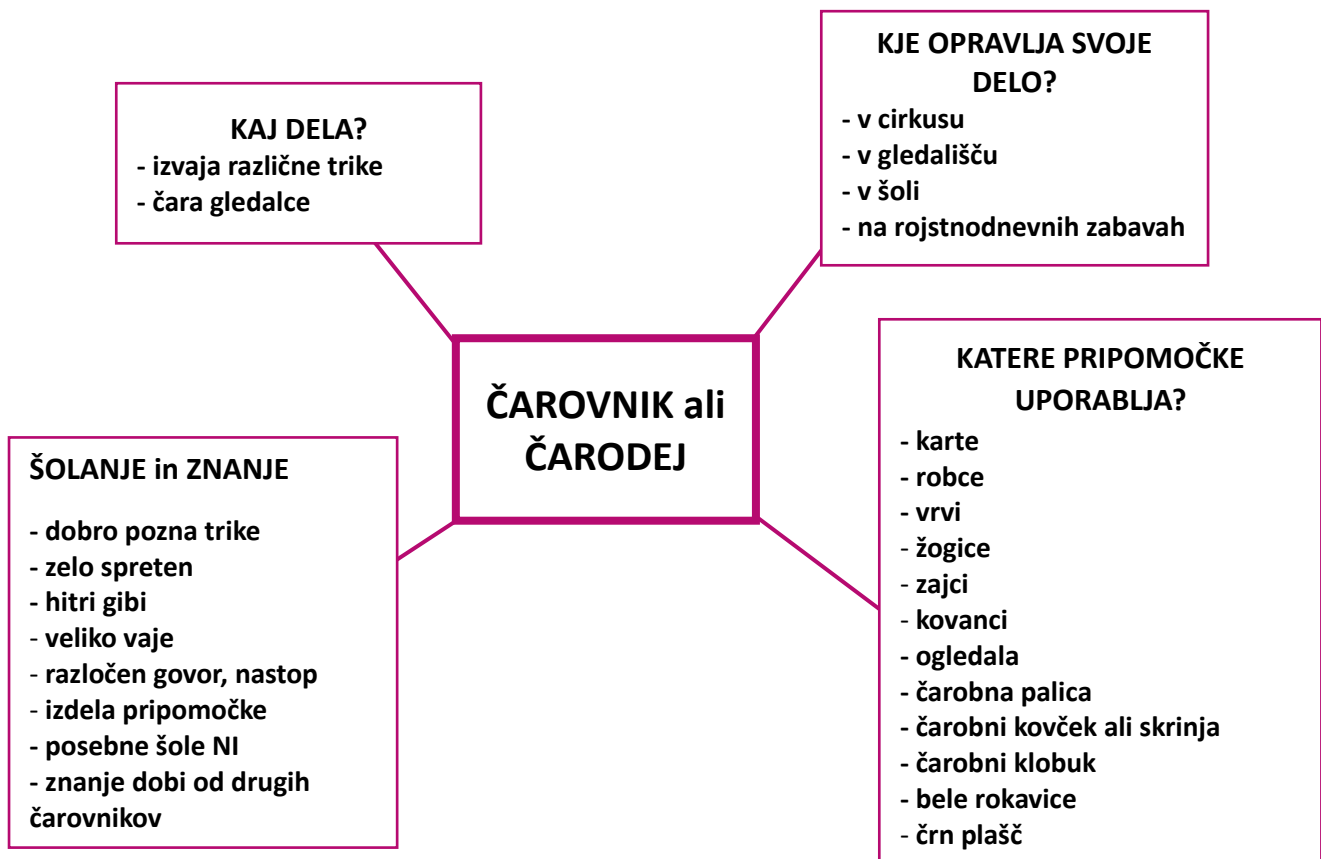 KAJ DELA?
- izvaja različne trike
- čara gledalce
KJE OPRAVLJA SVOJE
DELO?
- v cirkusu
- v gledališču
- v šoli
- na rojstnodnevnih zabavah
ČAROVNIK ali
ČARODEJ
ŠOLANJE in ZNANJE
- dobro pozna trike
- zelo spreten
- hitri gibi
- veliko vaje
- razločen govor, nastop
- izdela pripomočke
- posebne šole NI
- znanje dobi od drugih
čarovnikov
KATERE PRIPOMOČKE
UPORABLJA?
- karte
- robce
- vrvi
- žogice
- zajci
- kovanci
- ogledala
- čarobna palica
- čarobni kovček ali skrinja
- čarobni klobuk
- bele rokavice
- črn plašč